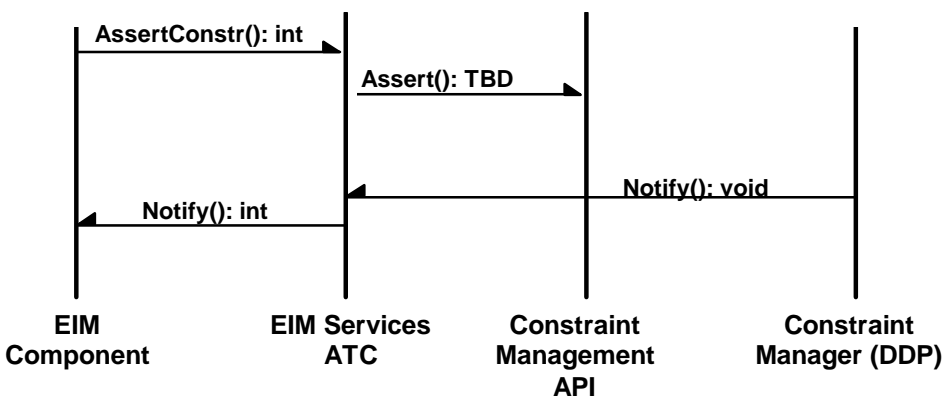 AssertConstr(): int
Assert(): TBD
Notify(): void
Notify(): int
EIM
Component
EIM Services
ATC
Constraint
Management
API
Constraint
Manager (DDP)